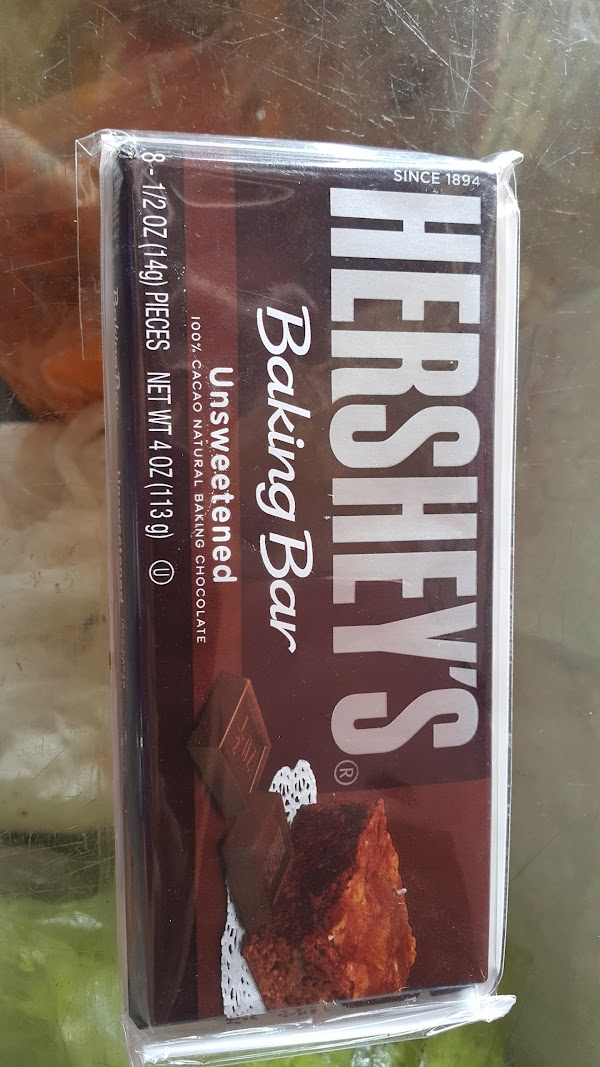 SINCE 1894
HERSHEY'S®
Baking Bar
Unsweetened
100% CACAO NATURAL BAKING CHOCOLATE
8 - 1/2 OZ (14g) PIECES NET WT 4 OZ (113 g) Ⓤ